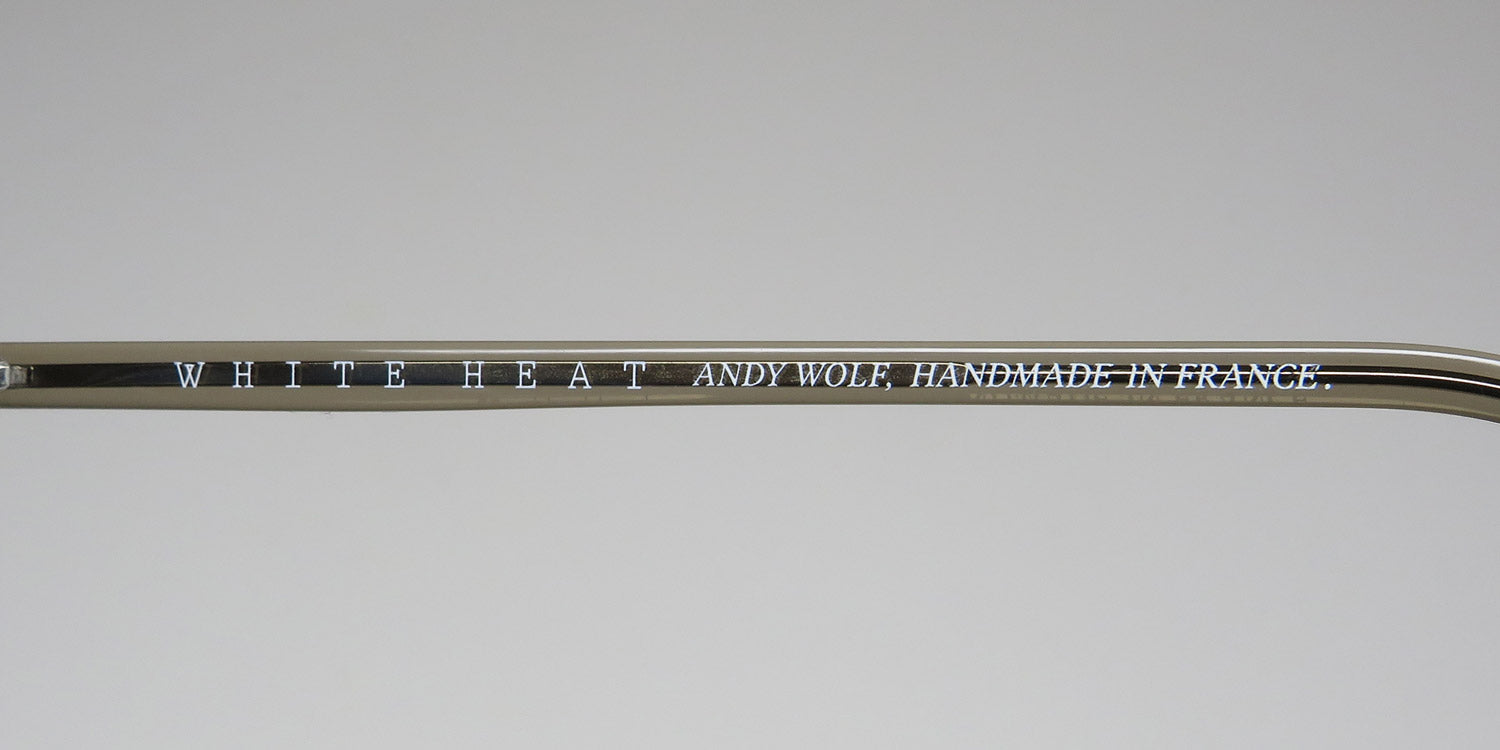 WHITE HEAT ANDY WOLF, HANDMADE IN FRANCE.